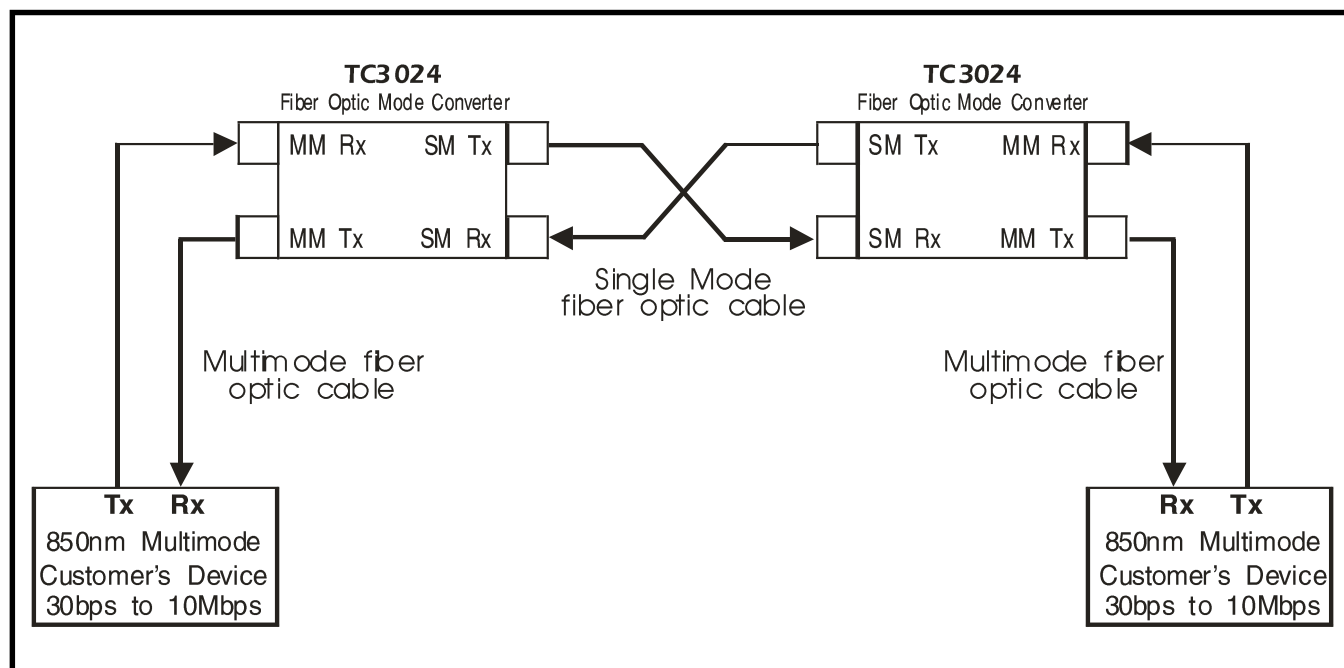 TC3024
Fiber Optic Mode Converter
MM Rx
SM Tx
MM Tx
SM Rx
TC3024
Fiber Optic Mode Converter
SM Tx
MM Rx
SM Rx
MM Tx
Single Mode
fiber optic cable
Multimode fiber
optic cable
Multimode fiber
optic cable
Tx Rx
850nm Multimode
Customer's Device
30bps to 10Mbps
Rx Tx
850nm Multimode
Customer's Device
30bps to 10Mbps